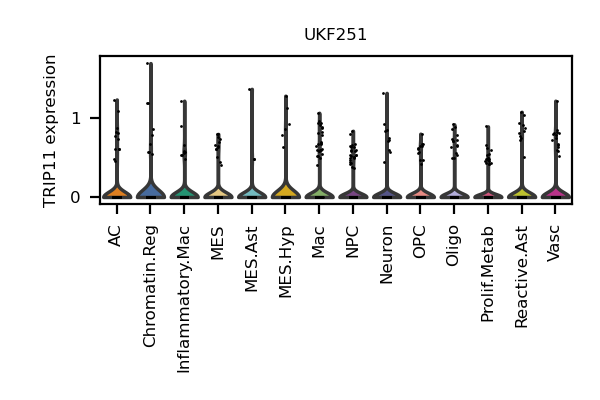 UKF251
TRIP11 expression
1
0
AC
Chromatin.Reg
Inflammatory.Mac
MES
MES.Ast
MES.Hyp
Mac
NPC
Neuron
OPC
Oligo
Prolif.Metab
Reactive.Ast
Vasc